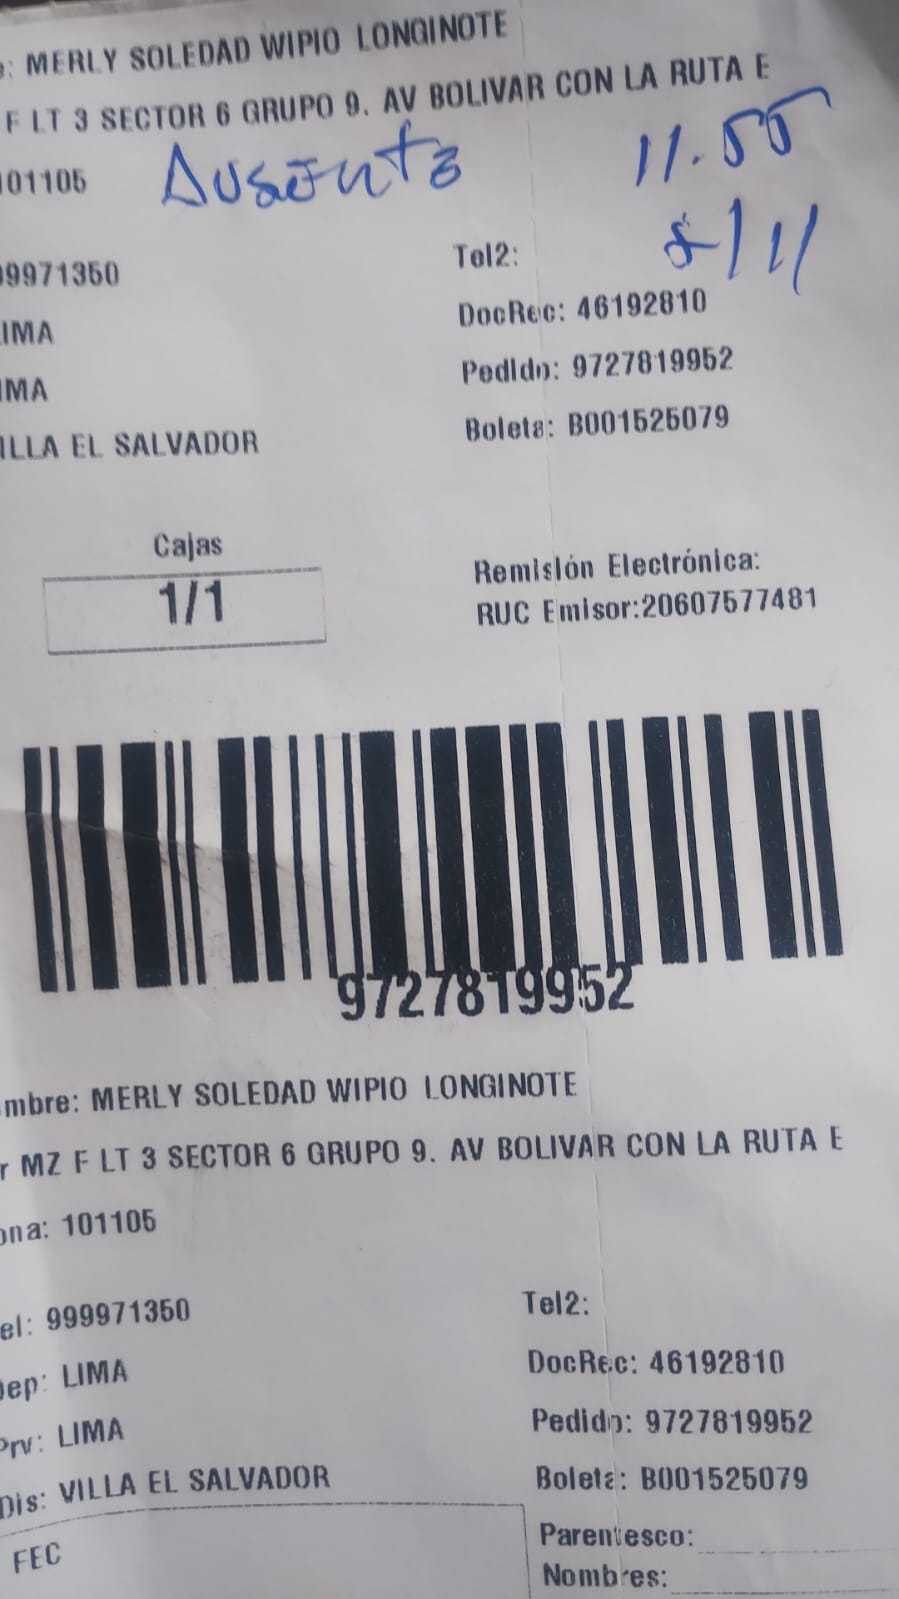 : MERLY SOLEDAD WIPIO LONGINOTE
F LT 3 SECTOR 6 GRUPO 9. AV BOLIVAR CON LA RUTA E
101105 Ausente 11.55
8/11
99971350 Tel2:
DocRec: 46192810
LIMA
Pedido: 9727819952
IMA
Boleta: B001525079
ILLA EL SALVADOR
Cajas
1/1
Remisión Electrónica:
RUC Emisor:20607577481
9727819952
mbre: MERLY SOLEDAD WIPIO LONGINOTE
r MZ F LT 3 SECTOR 6 GRUPO 9. AV BOLIVAR CON LA RUTA E
ona: 101105
el: 999971350 Tel2:
Dep: LIMA DocRec: 46192810
Prv: LIMA Pedido: 9727819952
Dis: VILLA EL SALVADOR Boleta: B001525079
FEC Parentesco:
Nombres: